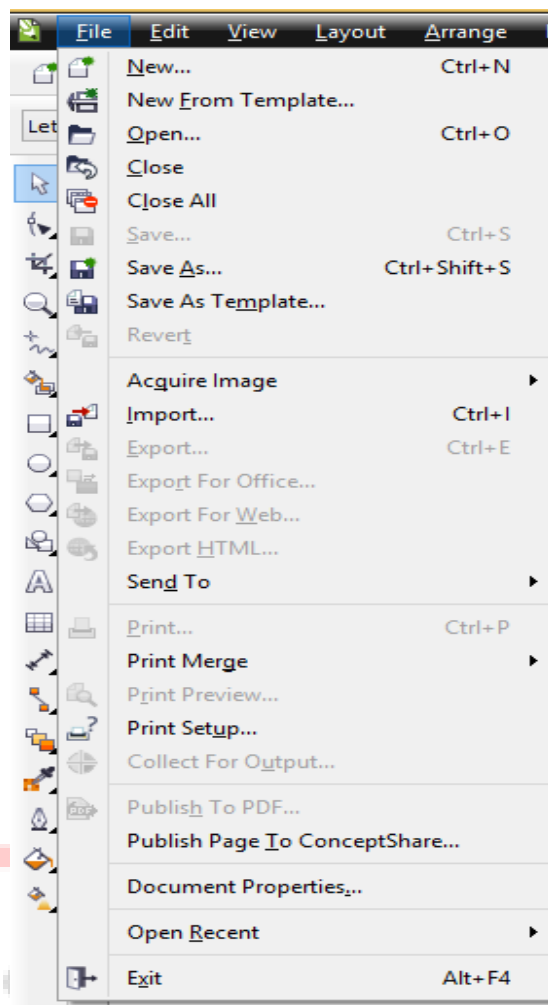 File Edit View Layout Arrange
New... Ctrl+N
New From Template...
Let
Open... Ctrl+O
Close
Close All
Save... Ctrl+S
Save As... Ctrl+Shift+S
Save As Template...
Revert
Acquire Image
Import... Ctrl+I
Export... Ctrl+E
Export For Office...
Export For Web...
Export HTML...
Send To
Print... Ctrl+P
Print Merge
Print Preview...
Print Setup...
Collect For Output...
Publish To PDF...
Publish Page To ConceptShare...
Document Properties...
Open Recent
Exit Alt+F4